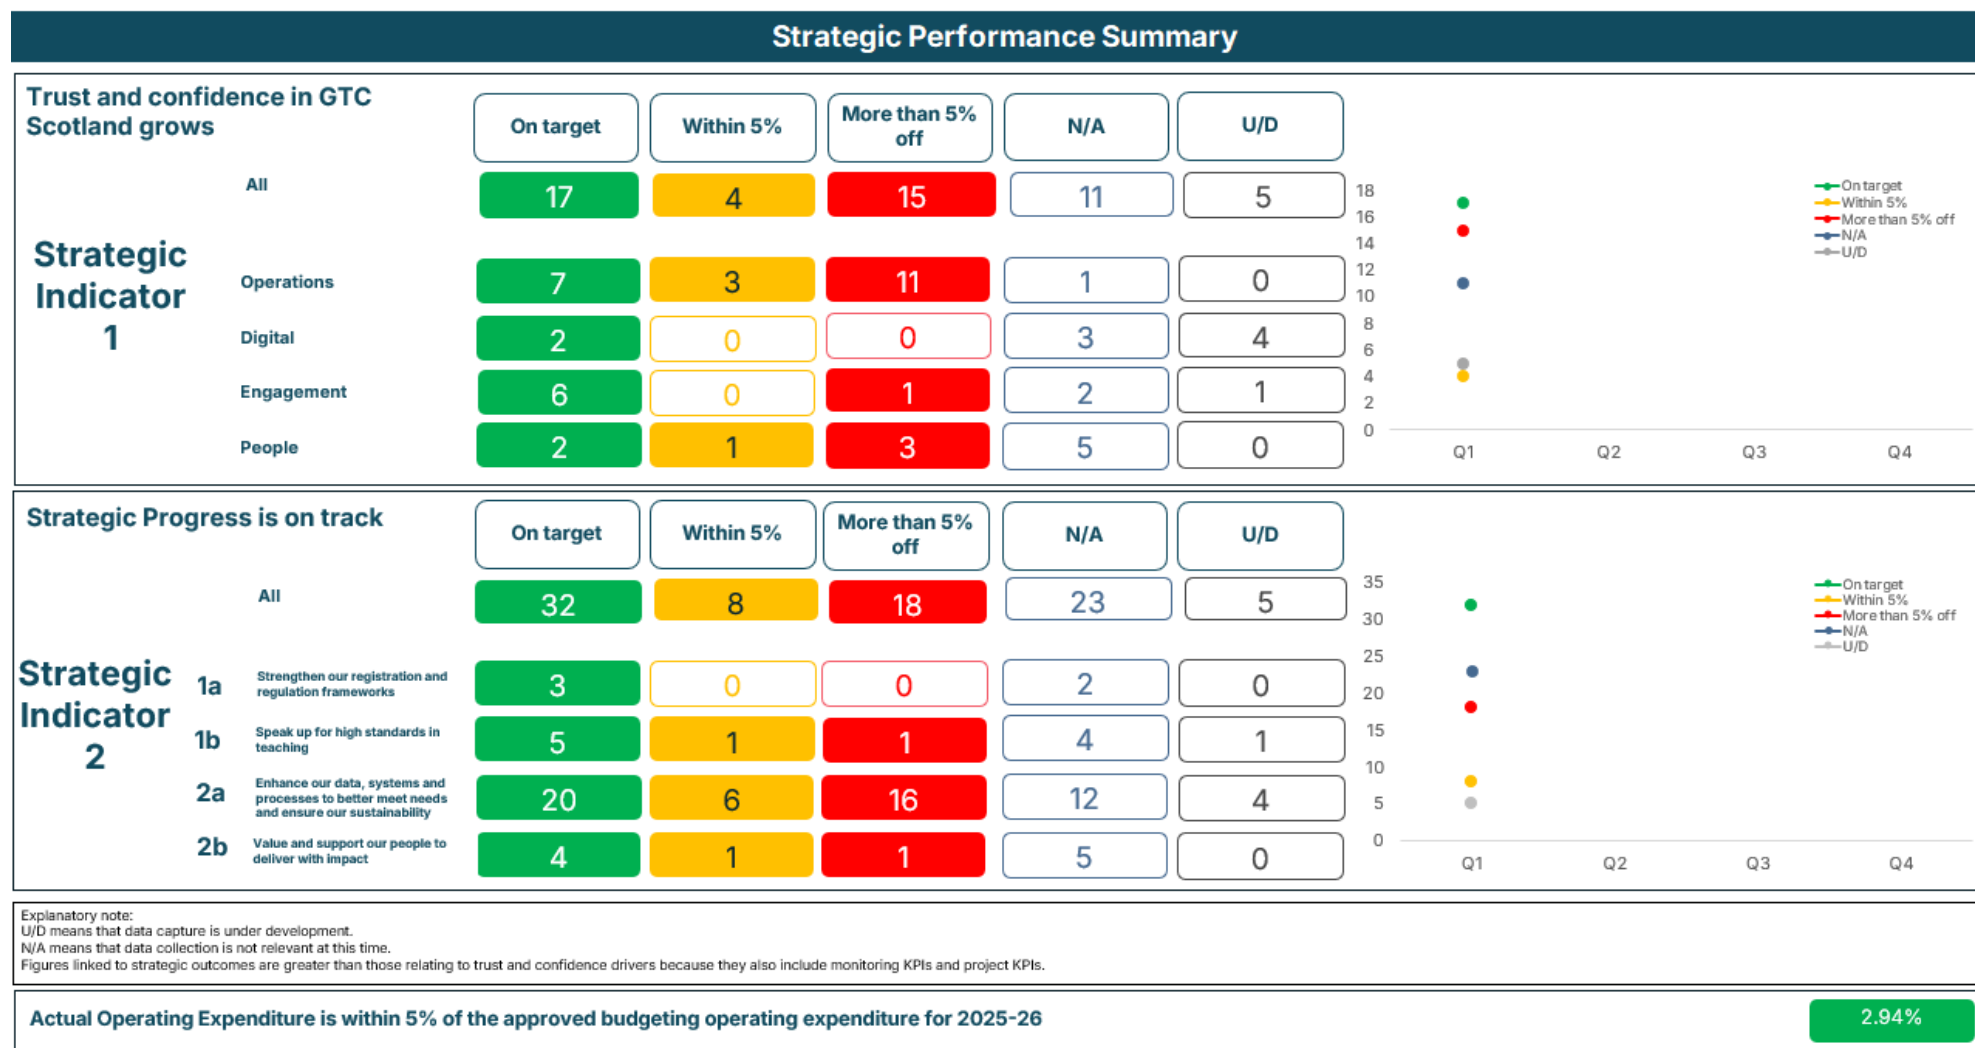 Strategic Performance Summary
Trust and confidence in GTC
Scotland grows
On target
Within 5%
More than 5%
off
N/A
U/D
All
17
4
15
11
5
Strategic
Indicator
1
Operations
7
3
11
1
0
Digital
2
0
0
3
4
Engagement
6
0
1
2
1
People
2
1
3
5
0
18
16
14
12
10
8
6
4
2
0
Q1
Q2
Q3
Q4
On target
Within 5%
More than 5% off
N/A
U/D
Strategic Progress is on track
On target
Within 5%
More than 5%
off
N/A
U/D
All
32
8
18
23
5
Strategic
Indicator
2
1a
Strengthen our registration and
regulation frameworks
3
0
0
2
0
1b
Speak up for high standards in
teaching
5
1
1
4
1
2a
Enhance our data, systems and
processes to better meet needs
and ensure our sustainability
20
6
16
12
4
2b
Value and support our people to
deliver with impact
4
1
1
5
0
35
30
25
20
15
10
5
0
Q1
Q2
Q3
Q4
On target
Within 5%
More than 5% off
N/A
U/D
Explanatory note:
U/D means that data capture is under development.
N/A means that data collection is not relevant at this time.
Figures linked to strategic outcomes are greater than those relating to trust and confidence drivers because they also include monitoring KPIs and project KPIs.
Actual Operating Expenditure is within 5% of the approved budgeting operating expenditure for 2025-26
2.94%